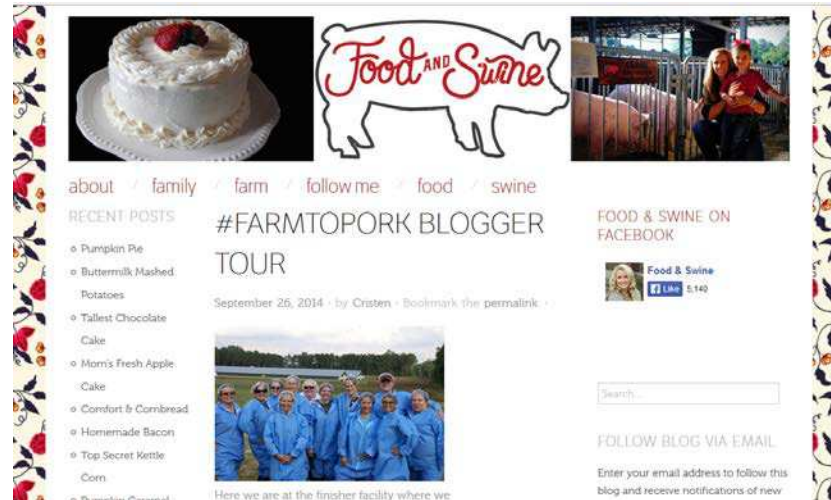 Food AND Swine
about / family / farm / follow me / food / swine
RECENT POSTS
Pumpkin Pie
Buttermilk Mashed
Potatoes
Tallest Chocolate
Cake
Mom's Fresh Apple
Cake
Comfort & Cornbread
Homemade Bacon
Top Secret Kettle
Corn
Pumpkin Caramel
#FARMTOPORK BLOGGER
TOUR
September 26, 2014 · by Cristen · Bookmark the permalink ·
Here we are at the finisher facility where we
FOOD & SWINE ON
FACEBOOK
Food & Swine
Like 5,140
Search...
FOLLOW BLOG VIA EMAIL
Enter your email address to follow this
blog and receive notifications of new